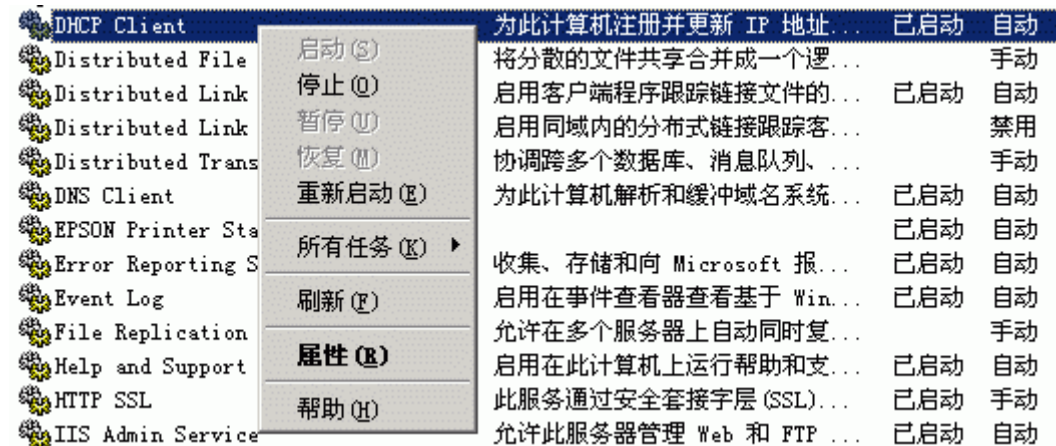 DHCP Client 为此计算机注册并更新 IP 地址... 已启动 自动
Distributed File 将分散的文件共享合并成一个逻... 手动
Distributed Link 启用客户端程序跟踪链接文件的... 已启动 自动
Distributed Link 启用同域内的分布式链接跟踪客... 禁用
Distributed Trans 协调跨多个数据库、消息队列、... 手动
DNS Client 为此计算机解析和缓冲域名系统... 已启动 自动
EPSON Printer Sta 已启动 自动
Error Reporting S 收集、存储和向 Microsoft 报... 已启动 自动
Event Log 启用在事件查看器查看基于 Win... 已启动 自动
File Replication 允许在多个服务器上自动同时复... 手动
Help and Support 启用在此计算机上运行帮助和支... 已启动 自动
HTTP SSL 此服务通过安全套接字层(SSL)... 已启动 手动
IIS Admin Service 允许此服务器管理 Web 和 FTP ... 已启动 自动
启动(S)
停止(O)
暂停(U)
恢复(M)
重新启动(E)
所有任务(K)
刷新(F)
属性(R)
帮助(H)